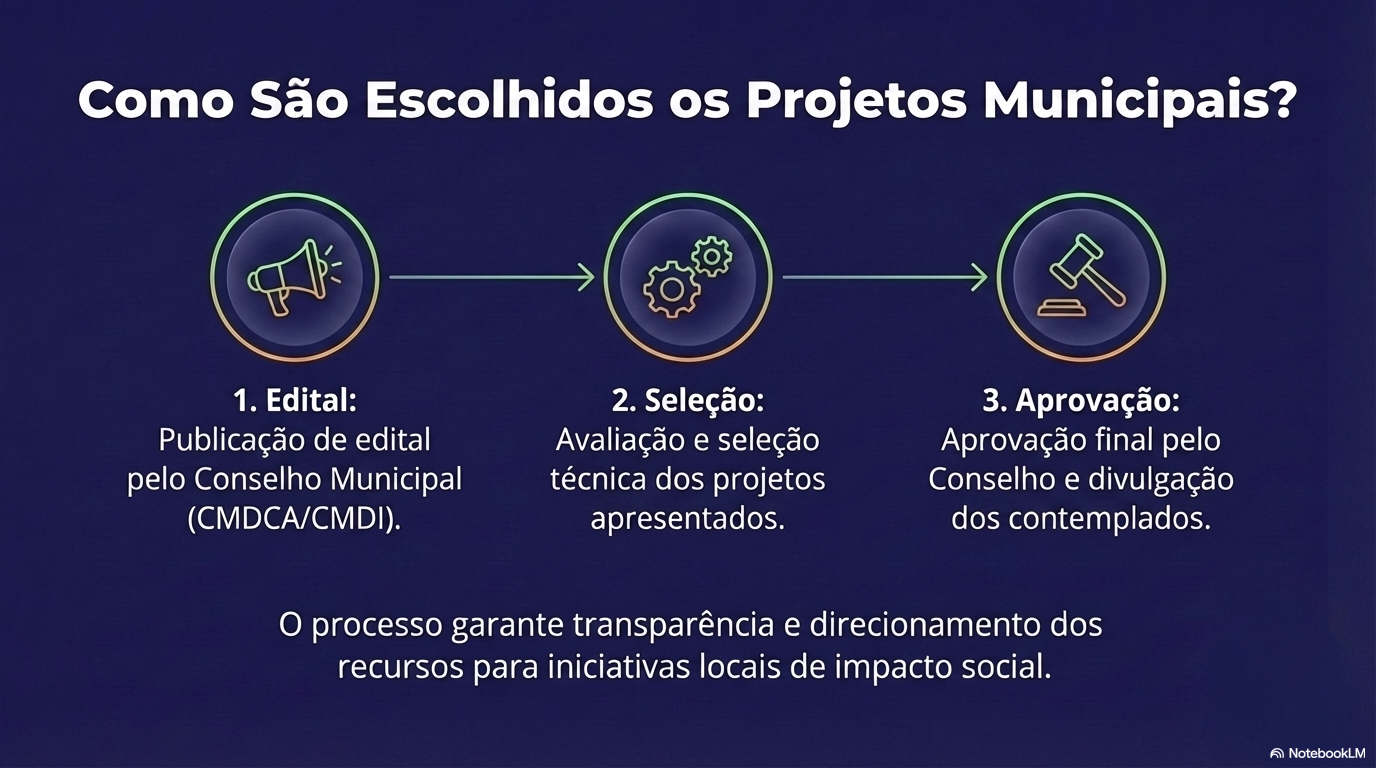 Como São Escolhidos os Projetos Municipais?
1. Edital:
Publicação de edital
pelo Conselho Municipal
(CMDCA/CMDI).
2. Seleção:
Avaliação e seleção
técnica dos projetos
apresentados.
3. Aprovação:
Aprovação final pelo
Conselho e divulgação
dos contemplados.
O processo garante transparência e direcionamento dos
recursos para iniciativas locais de impacto social.
NotebookLM